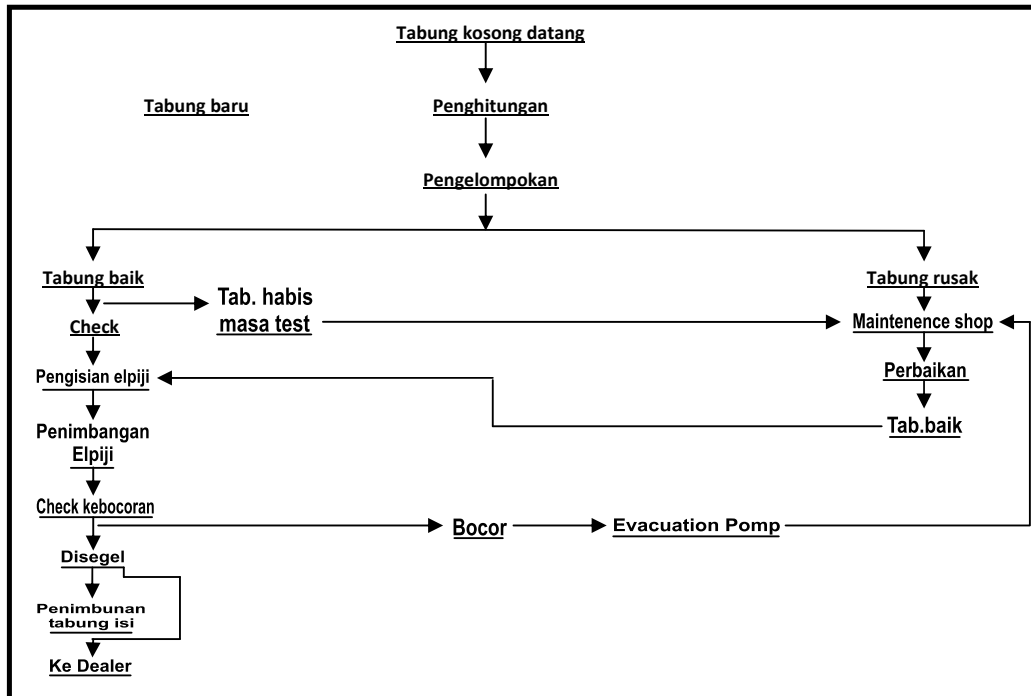 Tabung kosong datang
Tabung baru
Penghitungan
Pengelompokan
Tabung baik
Tabung rusak
Tab. habis
masa test
Check
Maintenence shop
Pengisian elpiji
Perbaikan
Penimbangan
Elpiji
Tab.baik
Check kebocoran
Bocor
Evacuation Pomp
Disegel
Penimbunan
tabung isi
Ke Dealer